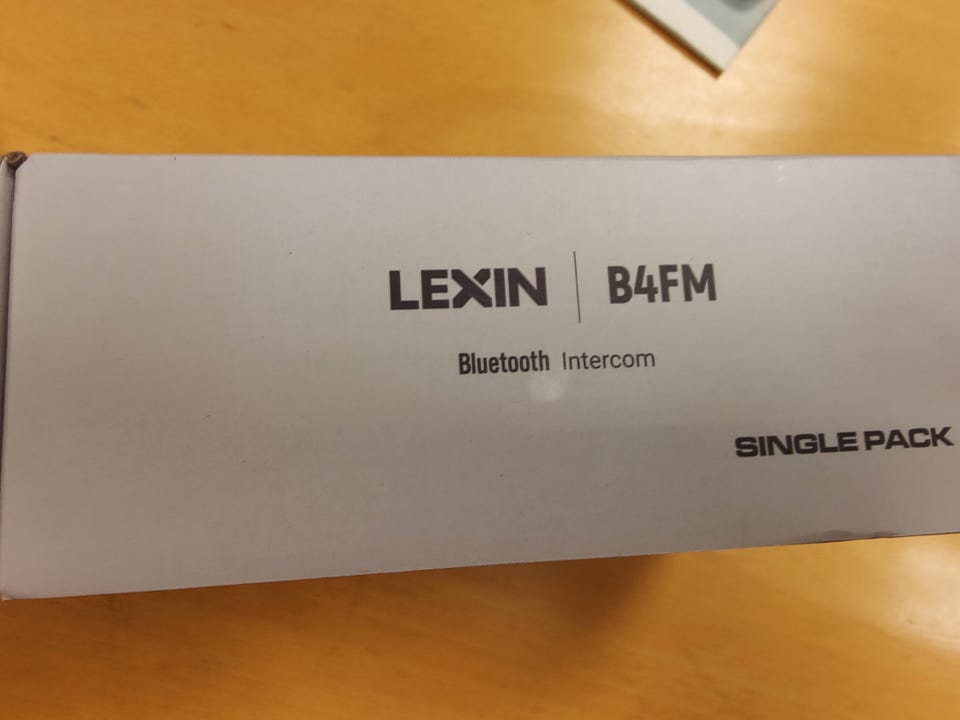 LEXIN | B4FM
Bluetooth Intercom
SINGLE PACK